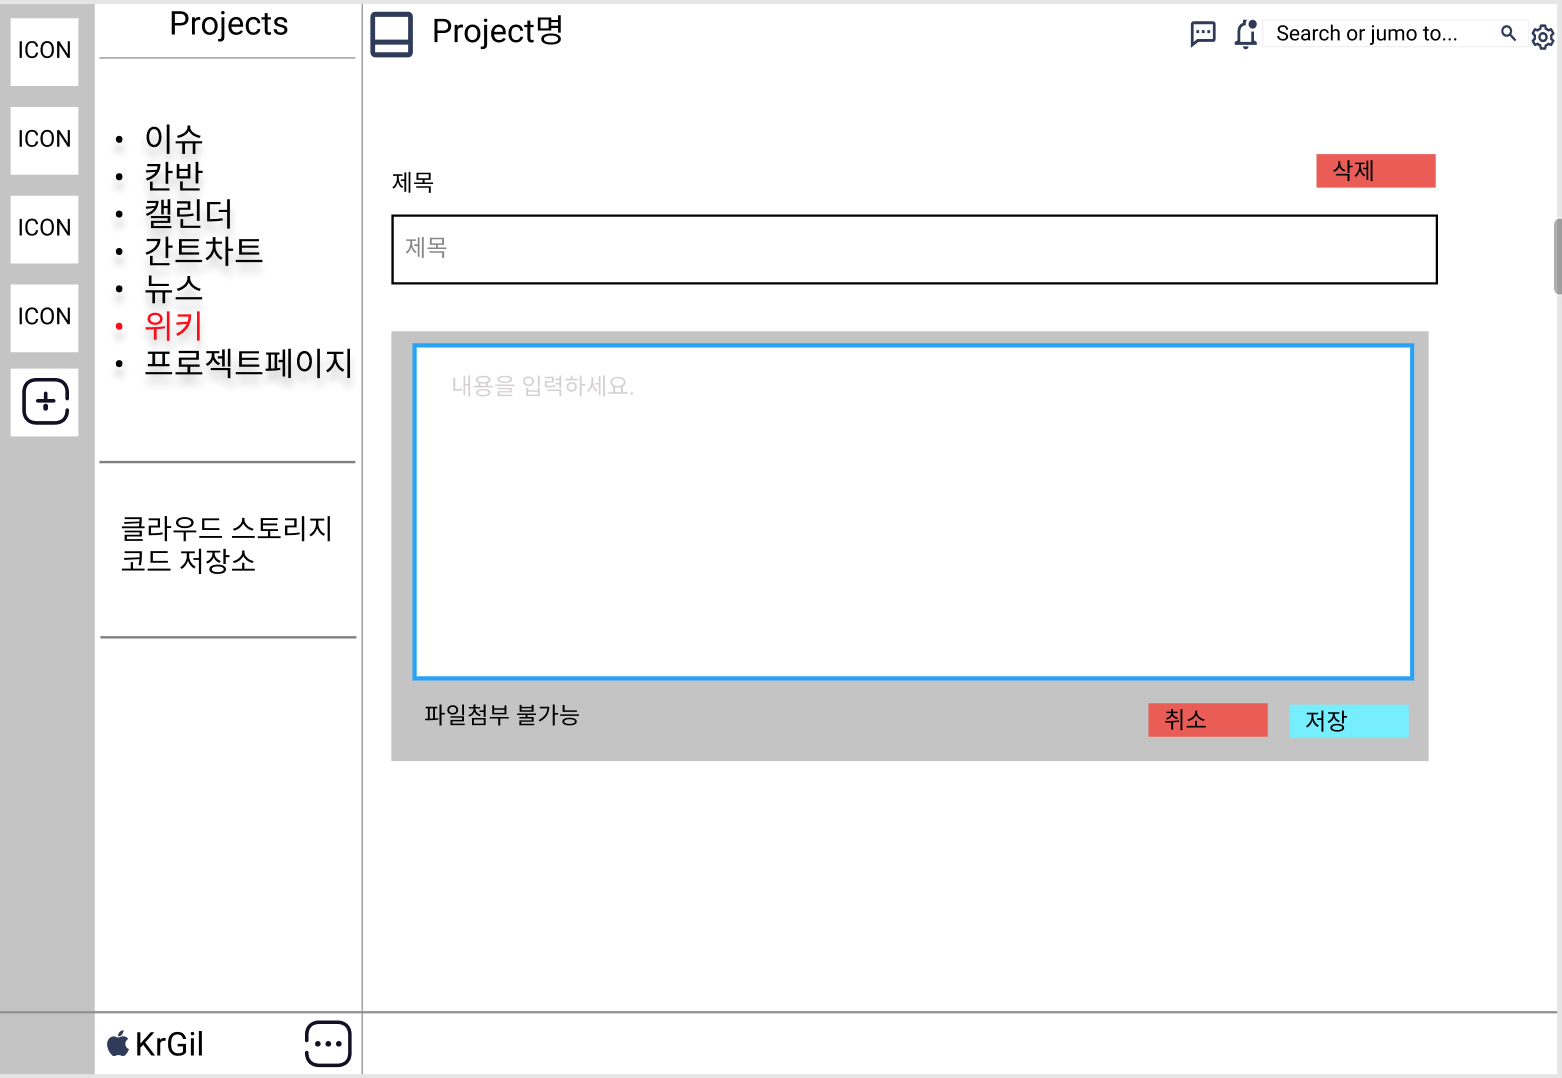 ICON
ICON
ICON
ICON
Projects
• 이슈
• 칸반
• 캘린더
• 간트차트
• 뉴스
• 위키
• 프로젝트페이지
클라우드 스토리지
코드 저장소
KrGil
Project명
Search or jumo to...
제목
삭제
제목
내용을 입력하세요.
파일첨부 불가능
취소
저장